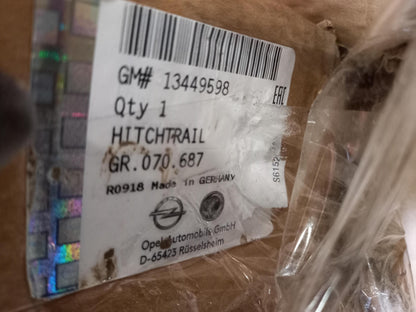 GM# 13449598
Qty 1
HITCHTRAIL
GR.070.687
R0918 Made in GERMANY
Opel Automobile GmbH
D-65423 Rüsselsheim
EAC